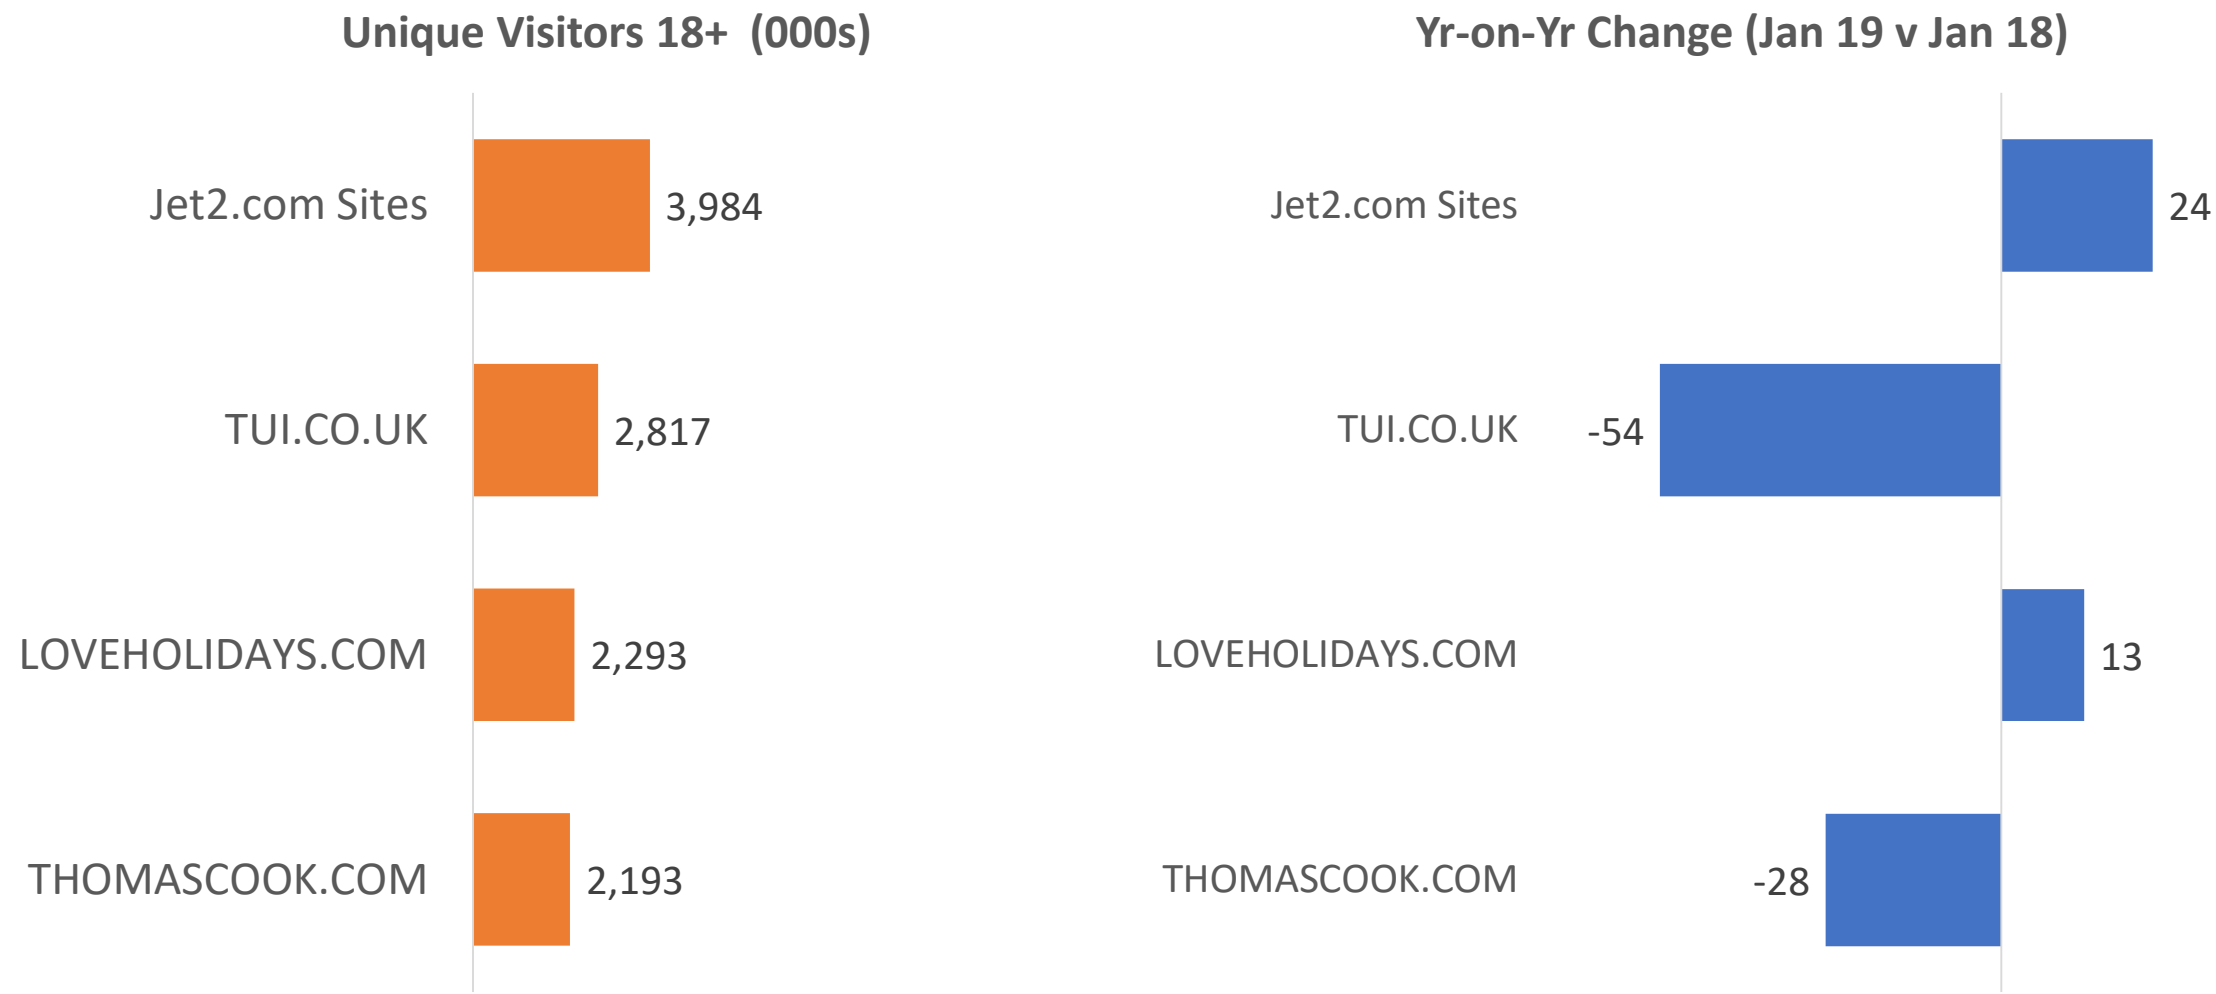 Unique Visitors 18+ (000s)
Jet2.com Sites 3,984
TUI.CO.UK 2,817
LOVEHOLIDAYS.COM 2,293
THOMASCOOK.COM 2,193
Yr-on-Yr Change (Jan 19 v Jan 18)
Jet2.com Sites 24
TUI.CO.UK -54
LOVEHOLIDAYS.COM 13
THOMASCOOK.COM -28